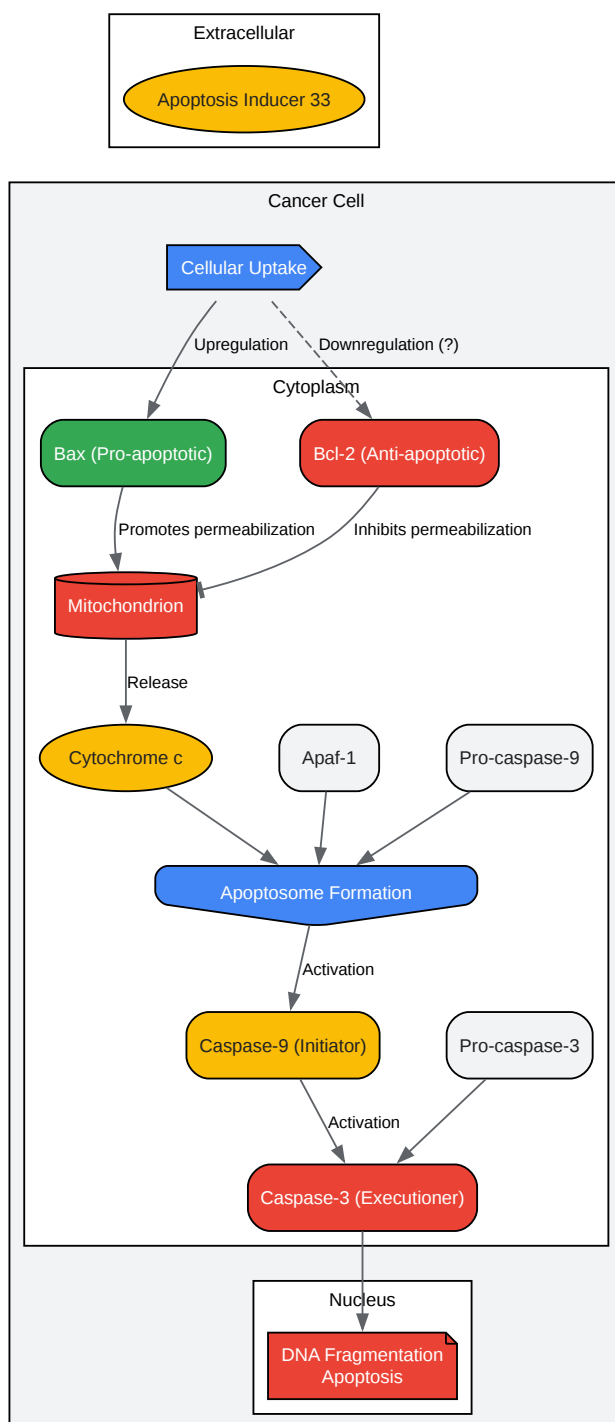 Extracellular
Apoptosis Inducer 33
Cancer Cell
Cellular Uptake
Upregulation
Downregulation (?)
Cytoplasm
Bax (Pro-apoptotic)
Bcl-2 (Anti-apoptotic)
Promotes permeabilization
Inhibits permeabilization
Mitochondrion
Release
Cytochrome c
Apaf-1
Pro-caspase-9
Apoptosome Formation
Activation
Caspase-9 (Initiator)
Pro-caspase-3
Activation
Caspase-3 (Executioner)
Nucleus
DNA Fragmentation
Apoptosis